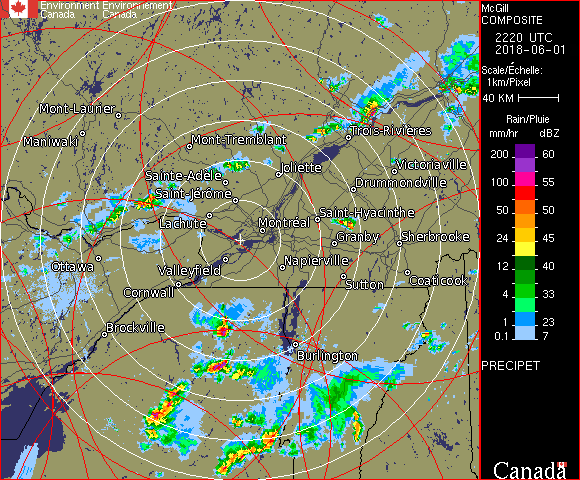 Environment Environnement
Canada Canada
McGill
COMPOSITE
2220 UTC
2018-06-01
Scale/Échelle:
1km/Pixel
40 KM
Rain/Pluie
mm/hr dBZ
200 60
150 57
100 55
50 50
24 45
12 40
4 33
1 23
0.1 7
PRECIPET
Canada
Mont-Laurier
Maniwaki
Mont-Tremblant
Trois-Rivières
Joliette
Victoriaville
Sainte-Adèle
Drummondville
Saint-Jérôme
Lachute
Saint-Hyacinthe
Montréal
Granby
Sherbrooke
Ottawa
Valleyfield
Napierville
Cornwall
Sutton
Coaticook
Brockville
Burlington